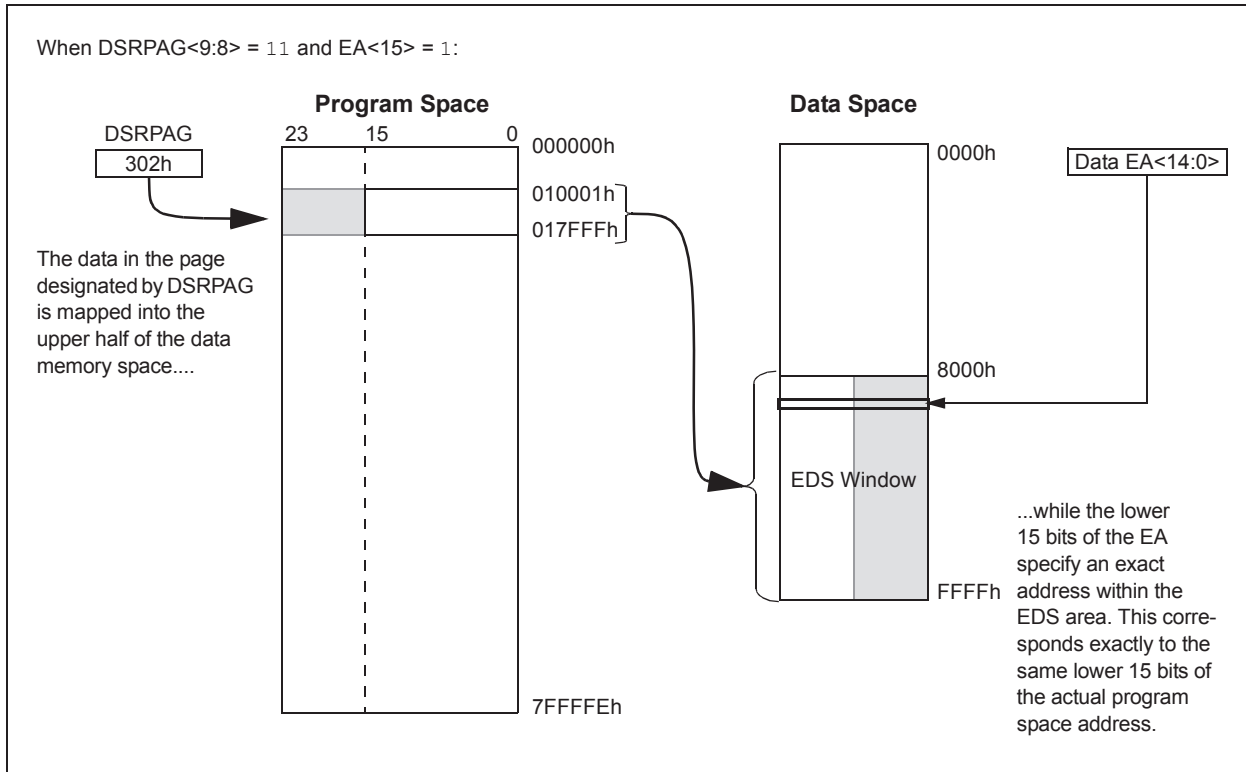 When DSRPAG<9:8> = 11 and EA<15> = 1:
Program Space
Data Space
DSRPAG
302h
23 15 0
000000h
010001h
017FFFh
7FFFFEh
The data in the page
designated by DSRPAG
is mapped into the
upper half of the data
memory space....
0000h
8000h
EDS Window
FFFFh
Data EA<14:0>
...while the lower
15 bits of the EA
specify an exact
address within the
EDS area. This corre-
sponds exactly to the
same lower 15 bits of
the actual program
space address.